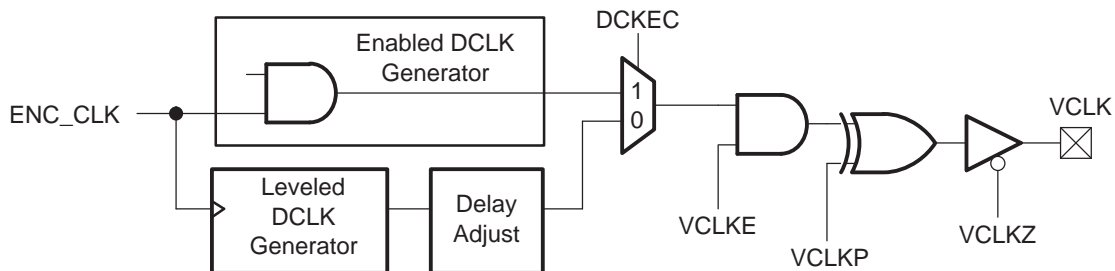 DCKEC
Enabled DCLK
Generator
1
0
ENC_CLK
VCLK
Leveled
DCLK
Generator
Delay
Adjust
VCLKE
VCLKP
VCLKZ